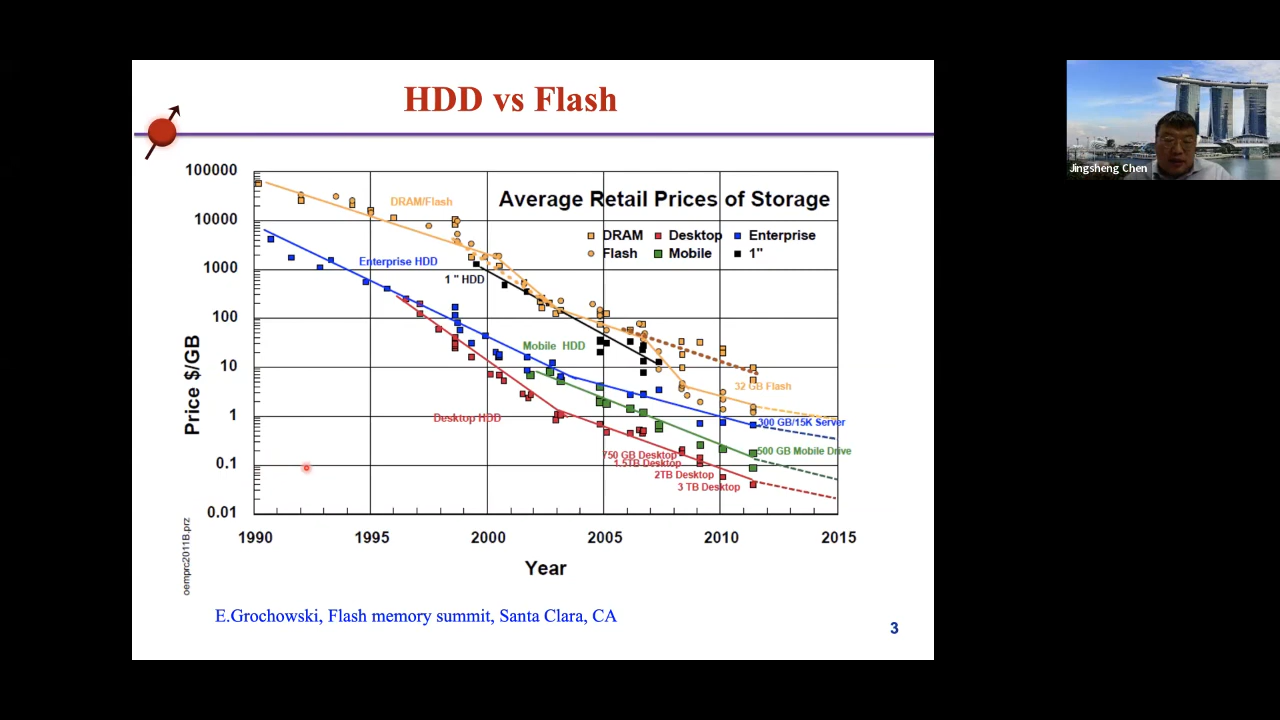 HDD vs Flash
Jingsheng Chen
Average Retail Prices of Storage
DRAM Desktop Enterprise
Flash Mobile 1"
100000
10000
1000
100
10
1
0.1
0.01
Price $/GB
DRAM/Flash
Enterprise HDD
1 " HDD
Mobile HDD
Desktop HDD
32 GB Flash
300 GB/15K Server
500 GB Mobile Drive
750 GB Desktop
1.5TB Desktop
2TB Desktop
3 TB Desktop
1990 1995 2000 2005 2010 2015
Year
oemprc2011B.prz
E.Grochowski, Flash memory summit, Santa Clara, CA
3